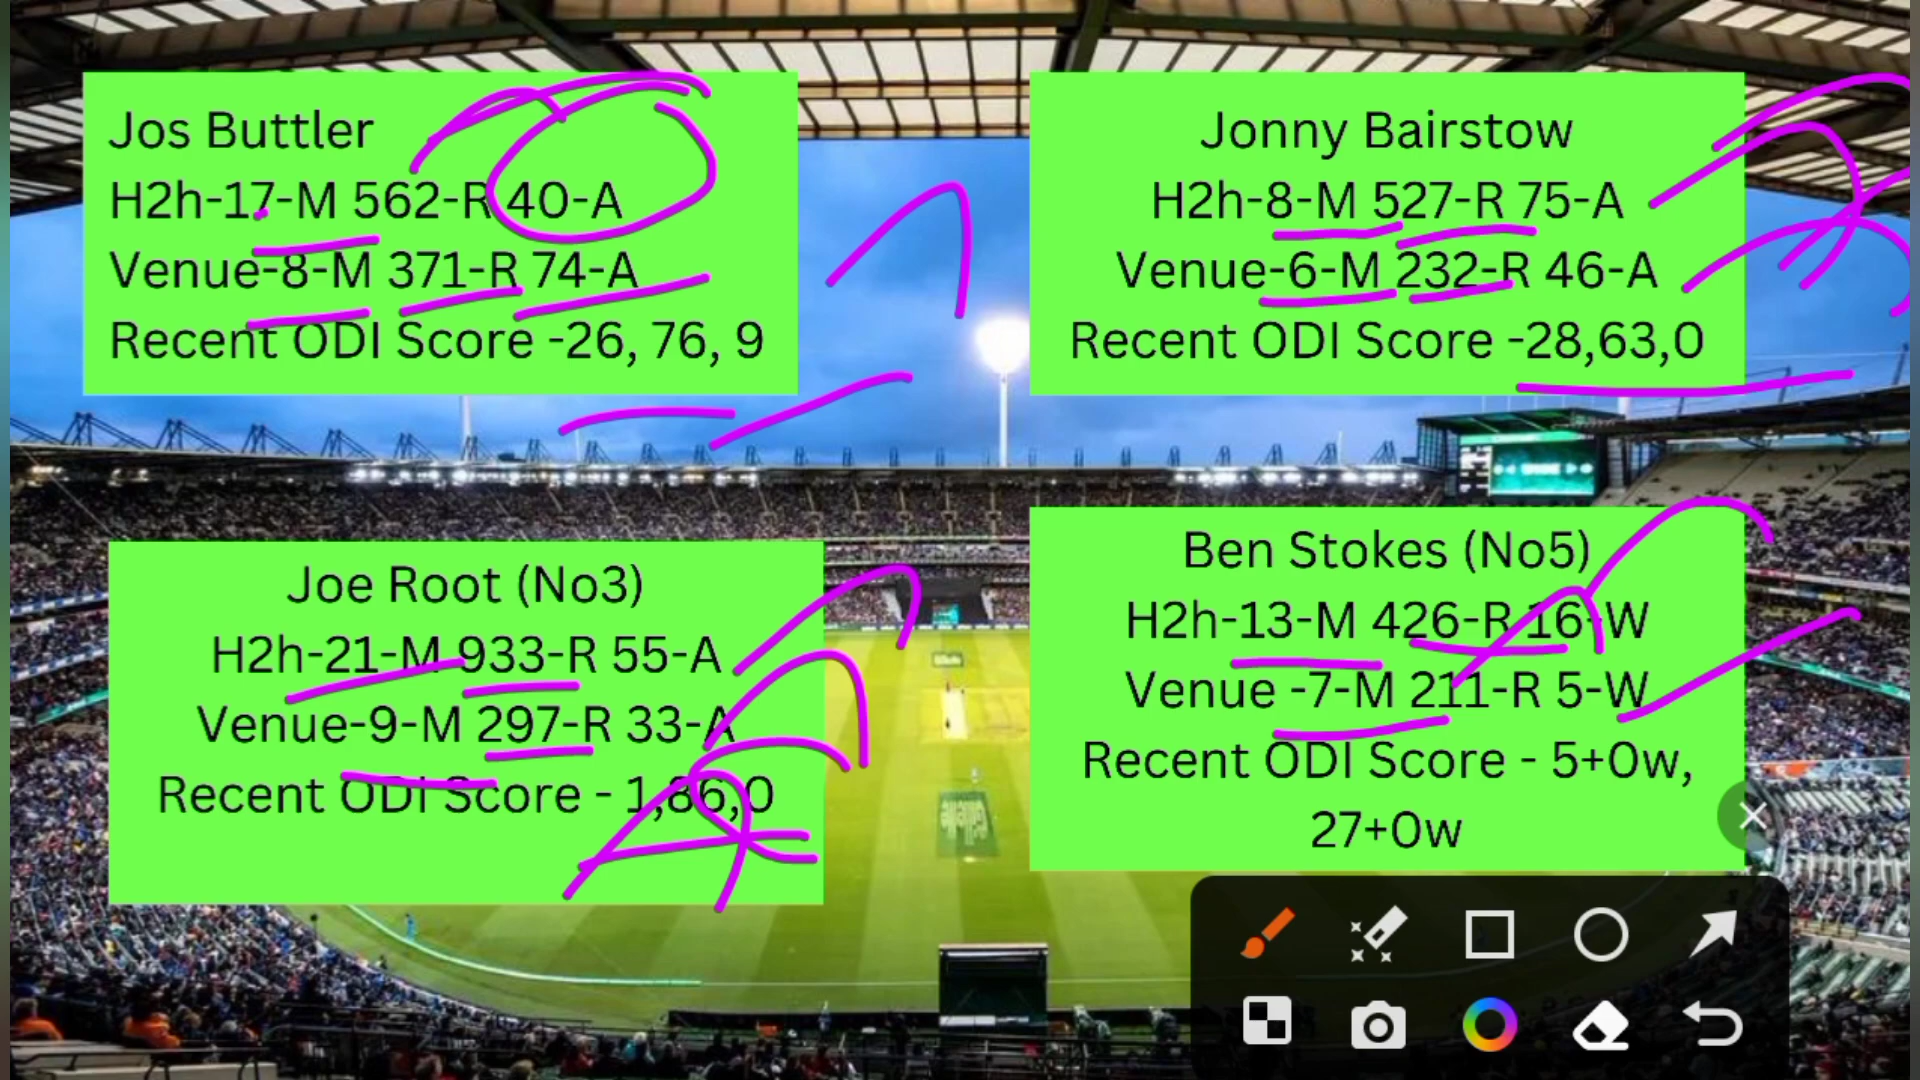 Jos Buttler
H2h-17-M 562-R 40-A
Venue-8-M 371-R 74-A
Recent ODI Score -26, 76, 9
Jonny Bairstow
H2h-8-M 527-R 75-A
Venue-6-M 232-R 46-A
Recent ODI Score -28,63,0
Joe Root (No3)
H2h-21-M 933-R 55-A
Venue-9-M 297-R 33-A
Recent ODI Score - 1,86,0
Ben Stokes (No5)
H2h-13-M 426-R 16-W
Venue -7-M 211-R 5-W
Recent ODI Score - 5+0w,
27+0w